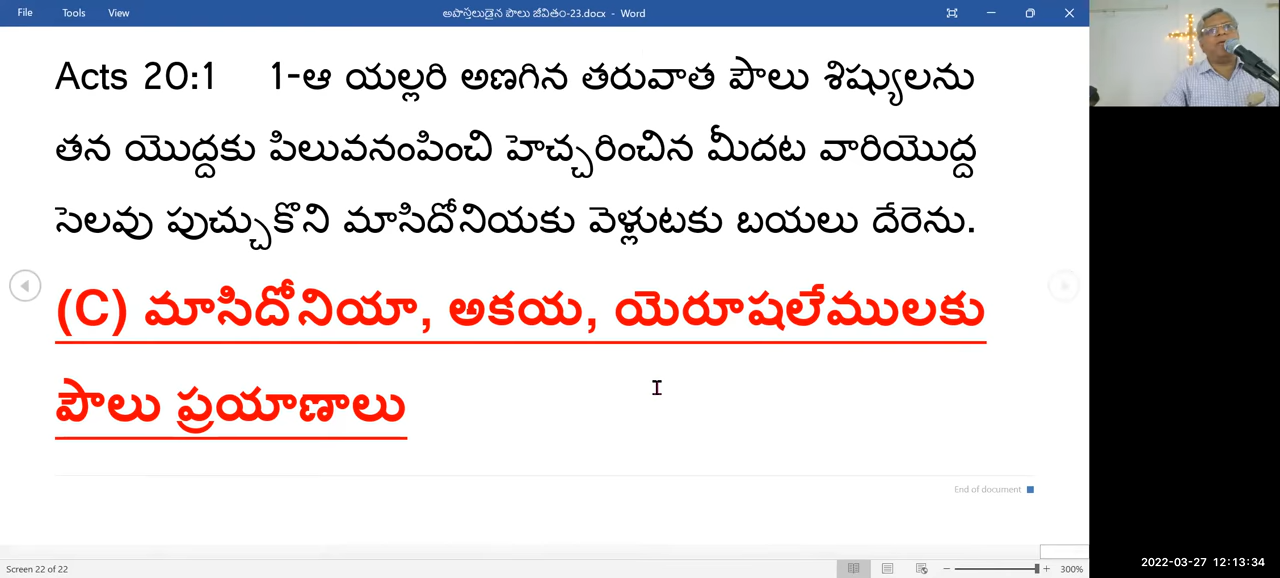 File Tools View
అపొస్తలుడైన పౌలు జీవితం-23.docx - Word
Acts 20:1 1-ఆ యల్లరి అణగిన తరువాత పౌలు శిష్యులను
తన యొద్దకు పిలువనంపించి హెచ్చరించిన మీదట వారియొద్ద
సెలవు పుచ్చుకొని మాసిదోనియకు వెళ్లుటకు బయలు దేరెను.
(C) మాసిదోనియా, అకయ, యెరూషలేములకు
పౌలు ప్రయాణాలు
End of document
2022-03-27 12:13:34
Screen 22 of 22
300%